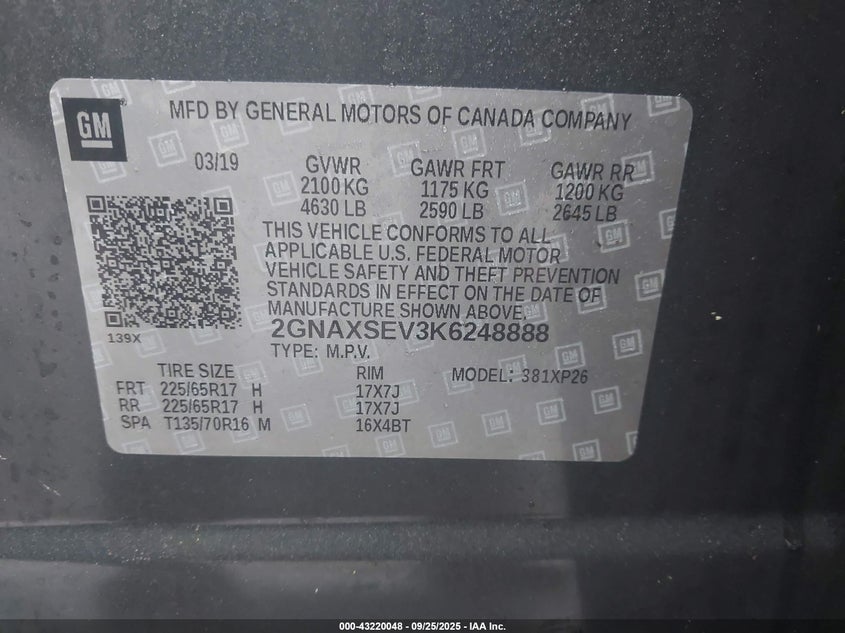 GM
MFD BY GENERAL MOTORS OF CANADA COMPANY
03/19 GVWR GAWR FRT GAWR RR
2100 KG 1175 KG 1200 KG
4630 LB 2590 LB 2645 LB
THIS VEHICLE CONFORMS TO ALL
APPLICABLE U.S. FEDERAL MOTOR
VEHICLE SAFETY AND THEFT PREVENTION
STANDARDS IN EFFECT ON THE DATE OF
MANUFACTURE SHOWN ABOVE.
2GNAXSEV3K6248888
139X
TYPE: M.P.V.
TIRE SIZE RIM MODEL: 381XP26
FRT 225/65R17 H 17X7J
RR 225/65R17 H 17X7J
SPA T135/70R16 M 16X4BT
000-43220048 - 09/25/2025 - IAA Inc.